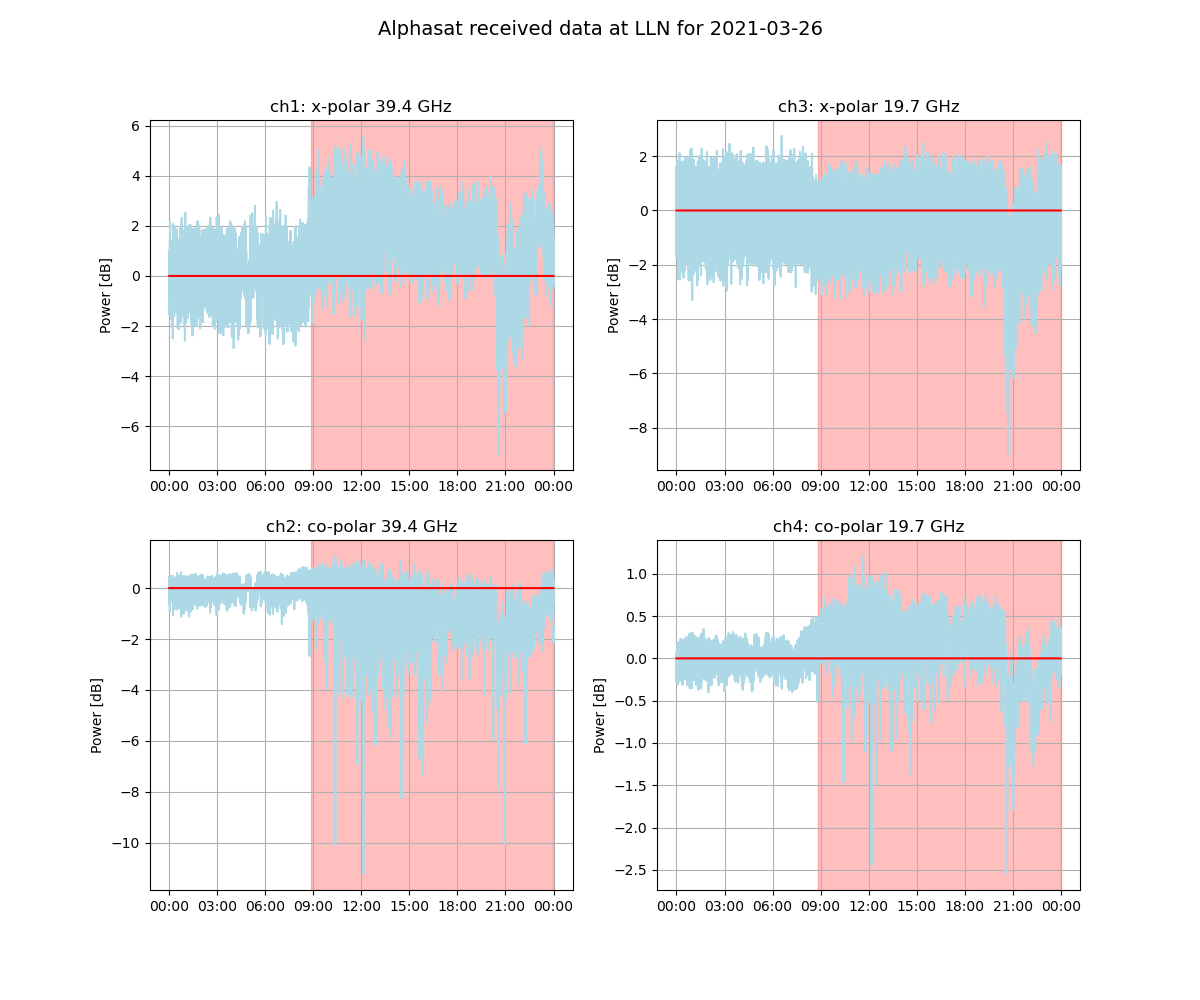 Alphasat received data at LLN for 2021-03-26
ch1: x-polar 39.4 GHz
6
4
2
0
−2
−4
−6
Power [dB]
00:00 03:00 06:00 09:00 12:00 15:00 18:00 21:00 00:00
ch3: x-polar 19.7 GHz
2
0
−2
−4
−6
−8
Power [dB]
00:00 03:00 06:00 09:00 12:00 15:00 18:00 21:00 00:00
ch2: co-polar 39.4 GHz
0
−2
−4
−6
−8
−10
Power [dB]
00:00 03:00 06:00 09:00 12:00 15:00 18:00 21:00 00:00
ch4: co-polar 19.7 GHz
1.0
0.5
0.0
−0.5
−1.0
−1.5
−2.0
−2.5
Power [dB]
00:00 03:00 06:00 09:00 12:00 15:00 18:00 21:00 00:00